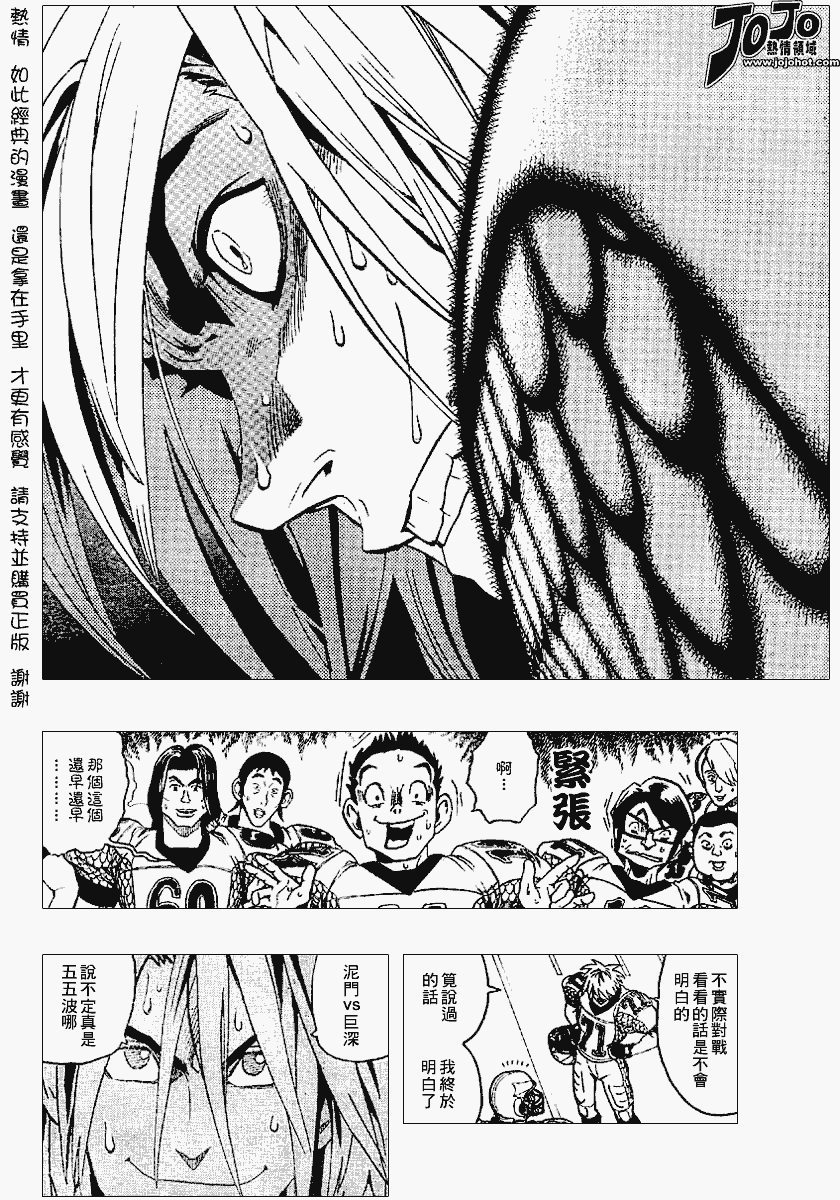 JOJO
熱情領域
www.jojohot.com
熱情 如此經典的漫畫 還是拿在手里 才更有感覺 請支持並購買正版 謝謝
緊張
啊…
那個這個
還早還早
…………
69
不實際對戰
看看的話是不會
明白的
筧說過
的話
我終於
明白了
71
泥門vs巨深
說不定真是
五五波哪